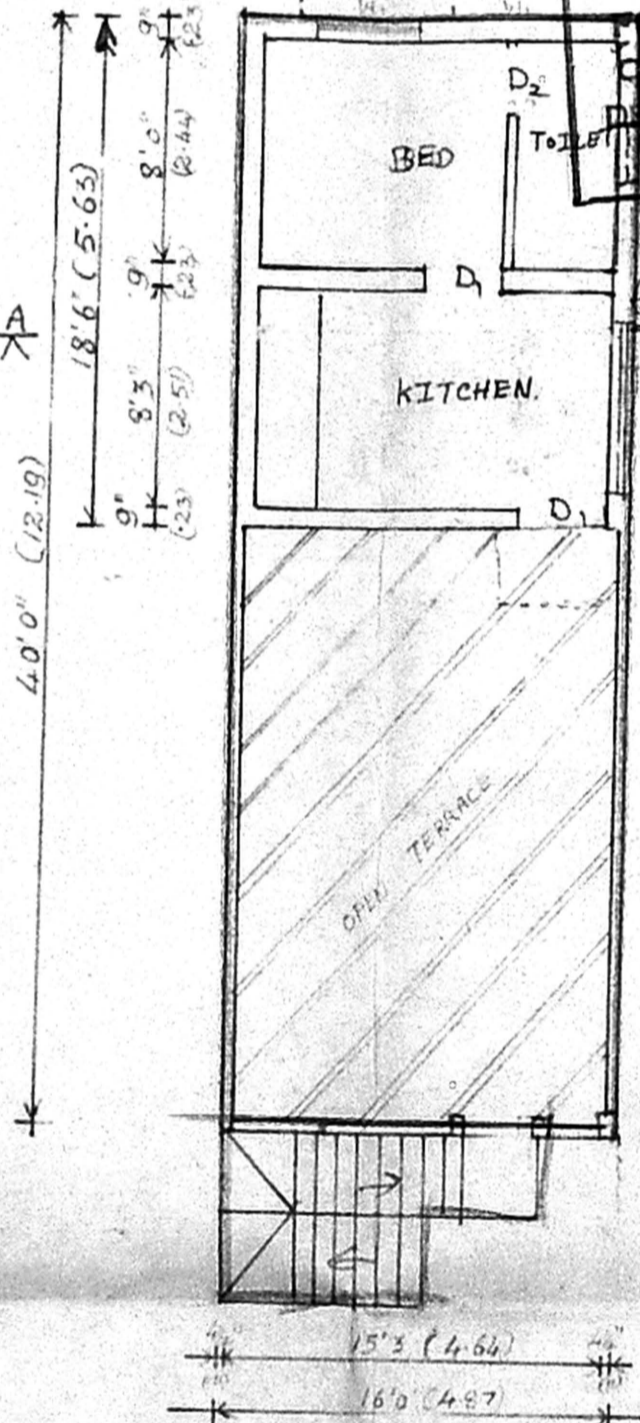 9"
(.23
8'0"
(2.44)
9"
(.23)
8'3"
(2.51)
9"
(.23)
18'6" (5.63)
40'0" (12.19)
A
BED
D2
TOILET
D1
KITCHEN.
D1
OPEN TERRACE
15'3 (4.64)
16'0 (4.87)